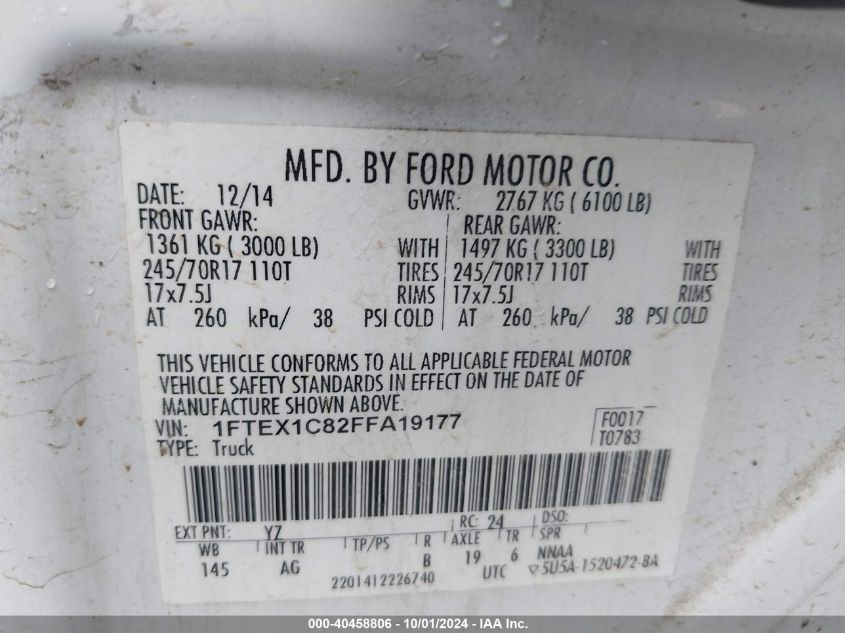 MFD. BY FORD MOTOR CO.
DATE: 12/14 GVWR: 2767 KG ( 6100 LB)
FRONT GAWR: REAR GAWR:
1361 KG ( 3000 LB) WITH 1497 KG ( 3300 LB) WITH
245/70R17 110T TIRES 245/70R17 110T TIRES
17x7.5J RIMS 17x7.5J RIMS
AT 260 kPa/ 38 PSI COLD AT 260 kPa/ 38 PSI COLD
THIS VEHICLE CONFORMS TO ALL APPLICABLE FEDERAL MOTOR
VEHICLE SAFETY STANDARDS IN EFFECT ON THE DATE OF
MANUFACTURE SHOWN ABOVE.
VIN: 1FTEX1C82FFA19177 F0017
TYPE: Truck T0783
EXT PNT: YZ RC: 24 DSO:
WB INT TR TP/PS R AXLE TR SPR
145 AG B 19 6 NNAA
2201412226740 UTC ▽5U5A-1520472-BA
000-40458806 - 10/01/2024 - IAA Inc.